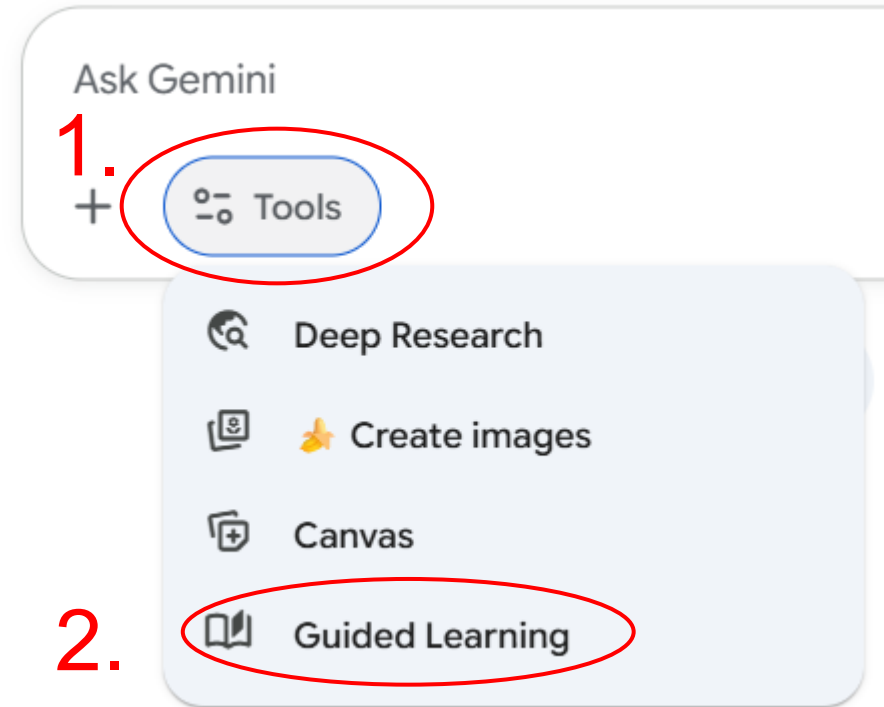 Ask Gemini
1.
+ Tools
Deep Research
🍌 Create images
Canvas
2. Guided Learning